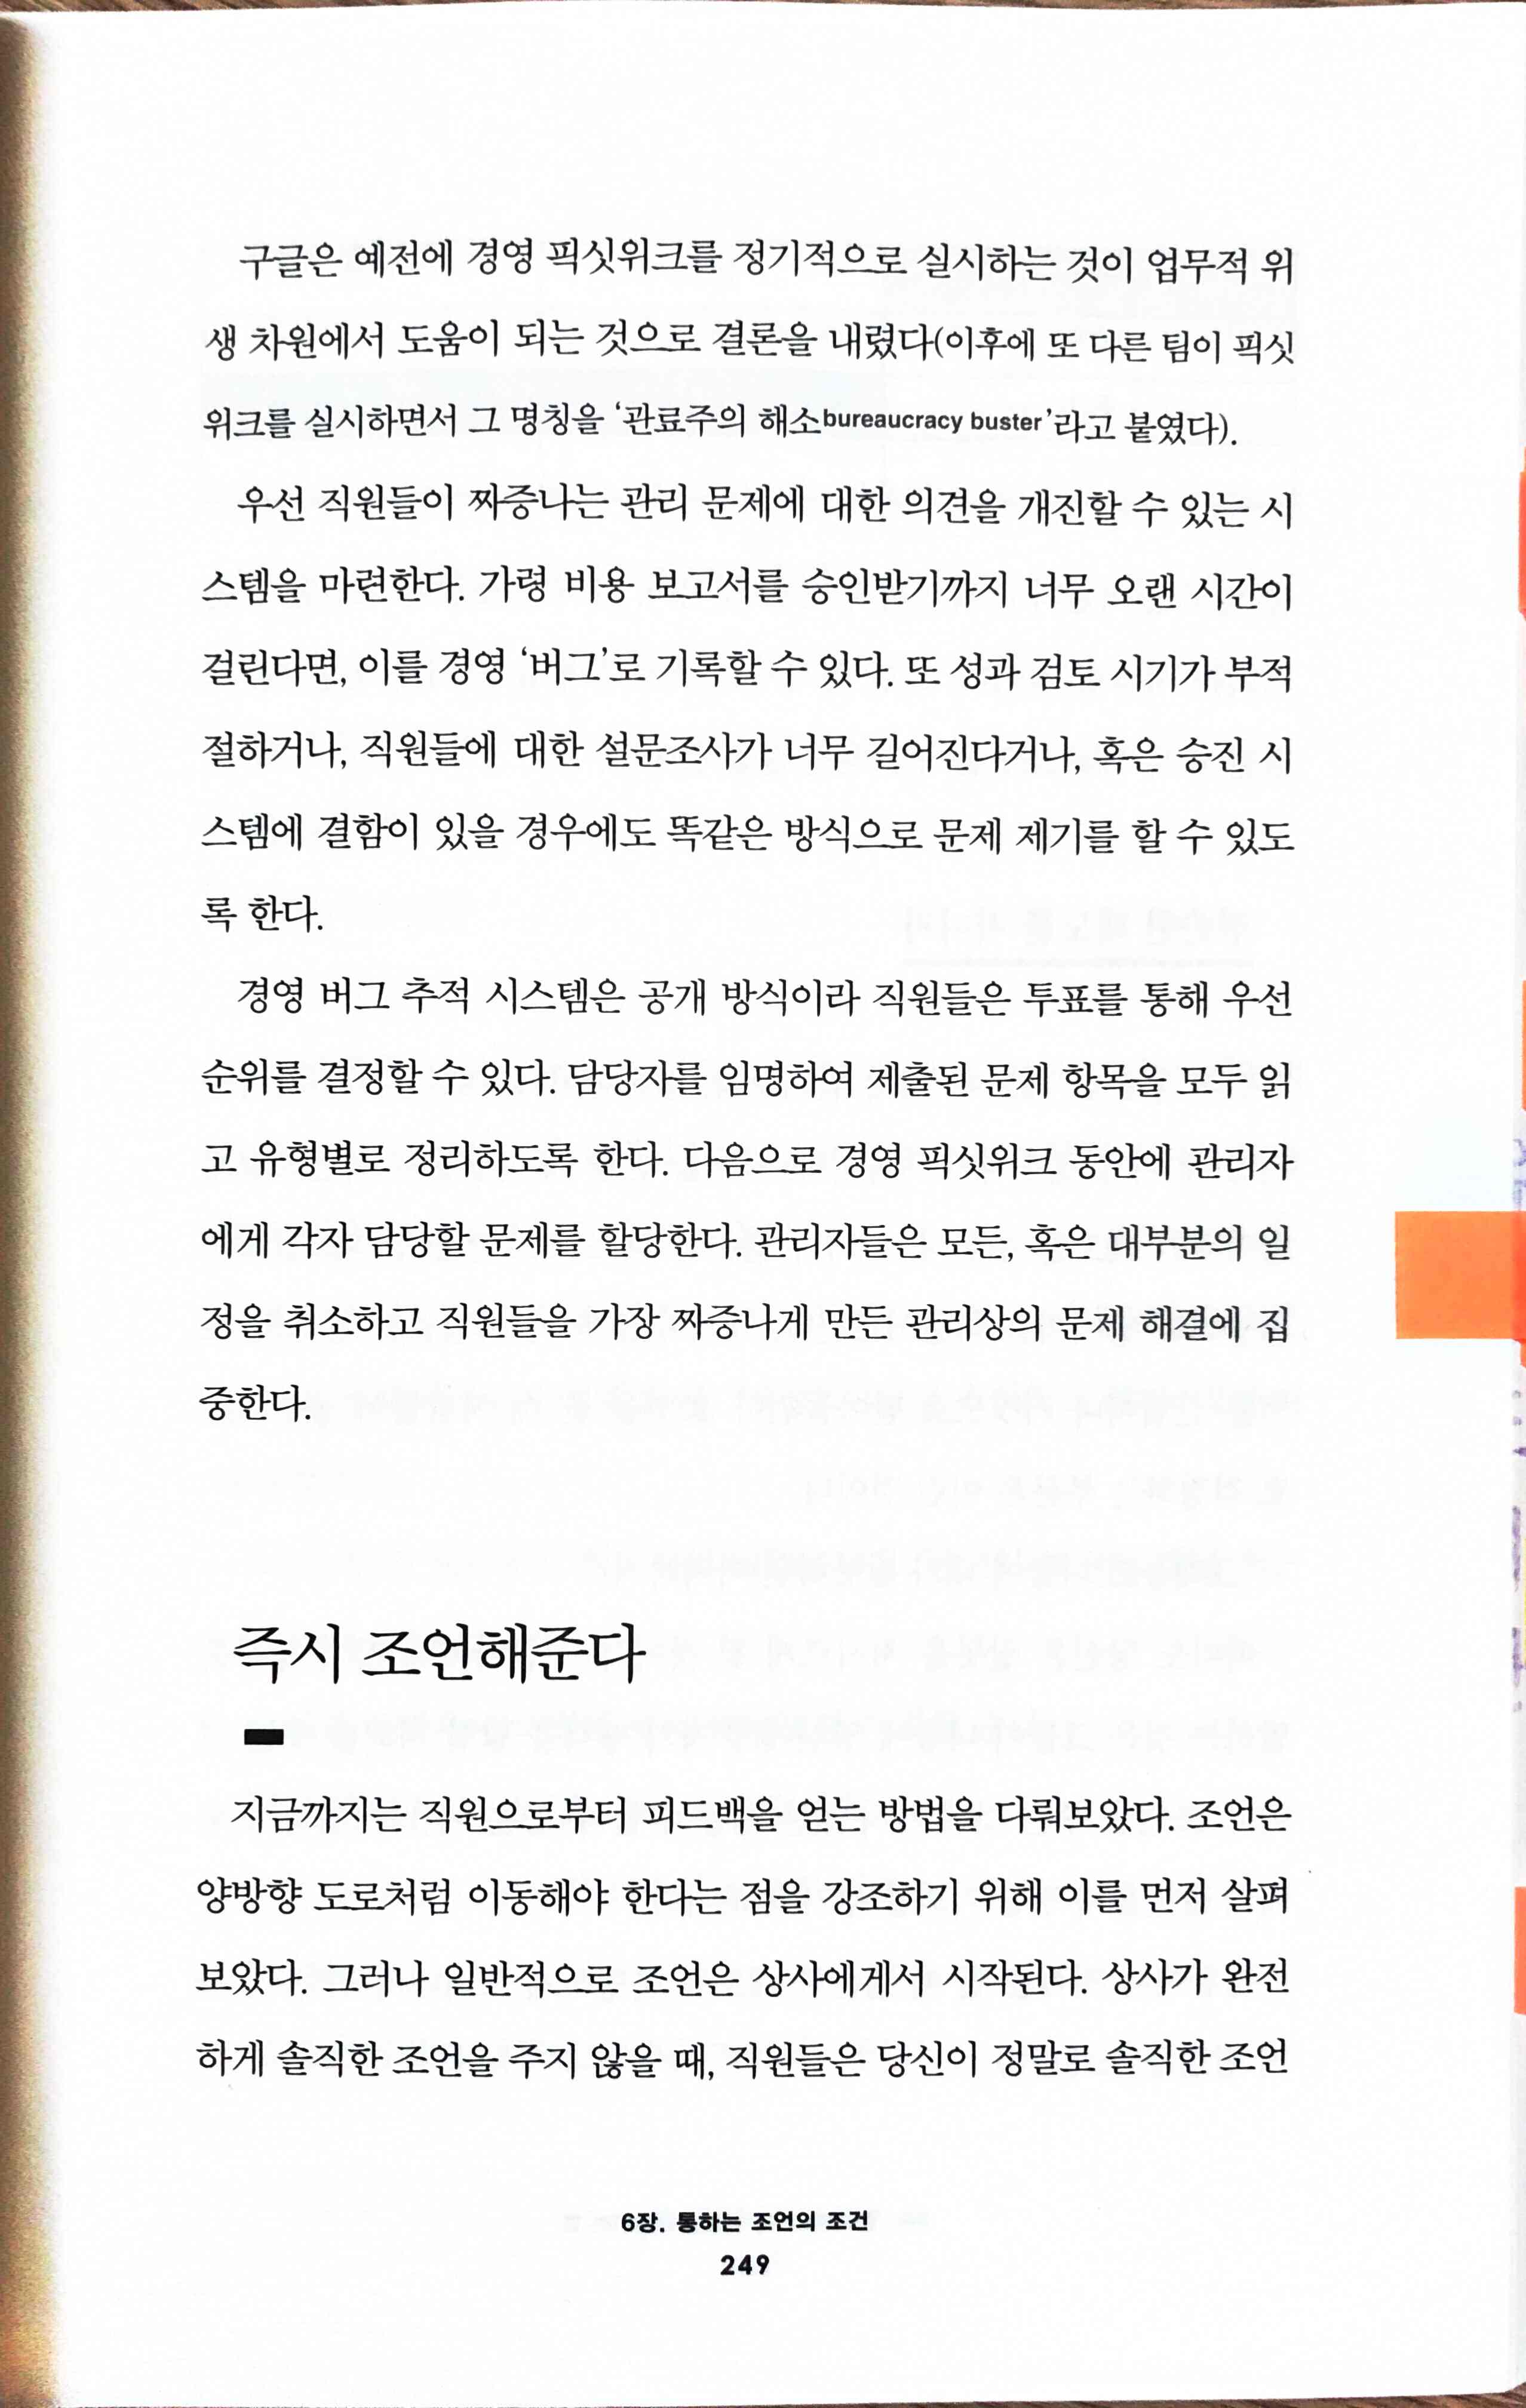 구글은 예전에 경영 픽싯위크를 정기적으로 실시하는 것이 업무적 위
생 차원에서 도움이 되는 것으로 결론을 내렸다(이후에 또 다른 팀이 픽싯
위크를 실시하면서 그 명칭을 ‘관료주의 해소bureaucracy buster’라고 붙였다).
우선 직원들이 짜증나는 관리 문제에 대한 의견을 개진할 수 있는 시
스템을 마련한다. 가령 비용 보고서를 승인받기까지 너무 오랜 시간이
걸린다면, 이를 경영 ‘버그’로 기록할 수 있다. 또 성과 검토 시기가 부적
절하거나, 직원들에 대한 설문조사가 너무 길어진다거나, 혹은 승진 시
스템에 결함이 있을 경우에도 똑같은 방식으로 문제 제기를 할 수 있도
록 한다.
경영 버그 추적 시스템은 공개 방식이라 직원들은 투표를 통해 우선
순위를 결정할 수 있다. 담당자를 임명하여 제출된 문제 항목을 모두 읽
고 유형별로 정리하도록 한다. 다음으로 경영 픽싯위크 동안에 관리자
에게 각자 담당할 문제를 할당한다. 관리자들은 모든, 혹은 대부분의 일
정을 취소하고 직원들을 가장 짜증나게 만든 관리상의 문제 해결에 집
중한다.
즉시 조언해준다
지금까지는 직원으로부터 피드백을 얻는 방법을 다뤄보았다. 조언은
양방향 도로처럼 이동해야 한다는 점을 강조하기 위해 이를 먼저 살펴
보았다. 그러나 일반적으로 조언은 상사에게서 시작된다. 상사가 완전
하게 솔직한 조언을 주지 않을 때, 직원들은 당신이 정말로 솔직한 조언
6장. 통하는 조언의 조건
249